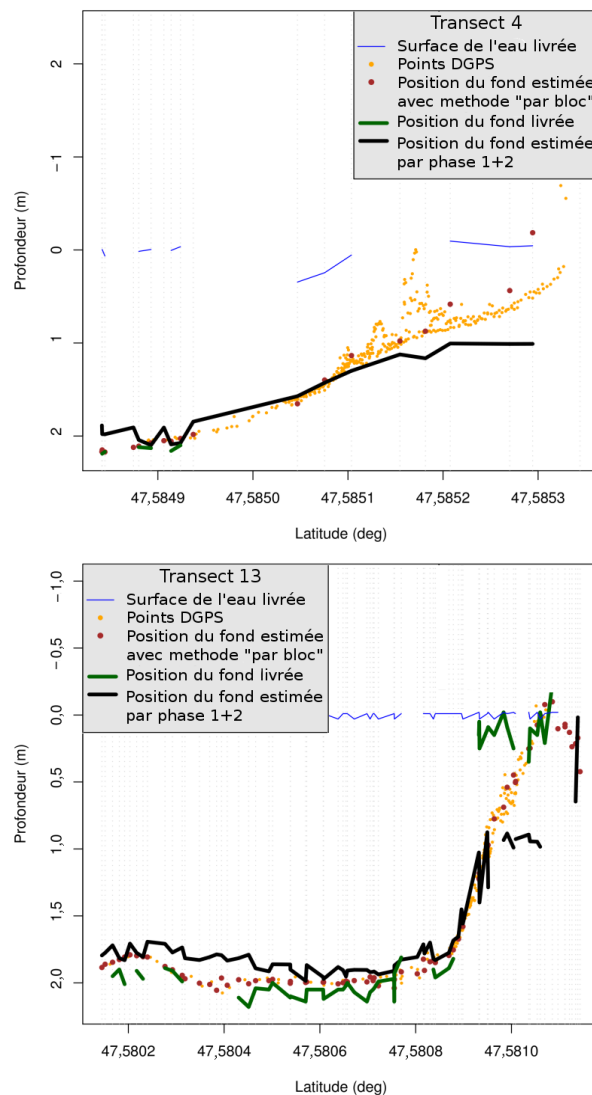 Transect 4
Surface de l'eau livrée
Points DGPS
Position du fond estimée
avec methode "par bloc"
Position du fond livrée
Position du fond estimée
par phase 1+2
Profondeur (m)
2
−1
0
1
2
47,5849
47,5850
47,5851
47,5852
47,5853
Latitude (deg)
Transect 13
Surface de l'eau livrée
Points DGPS
Position du fond estimée
avec methode "par bloc"
Position du fond livrée
Position du fond estimée
par phase 1+2
Profondeur (m)
−1,0
−0,5
0,0
0,5
1,0
1,5
2,0
47,5802
47,5804
47,5806
47,5808
47,5810
Latitude (deg)